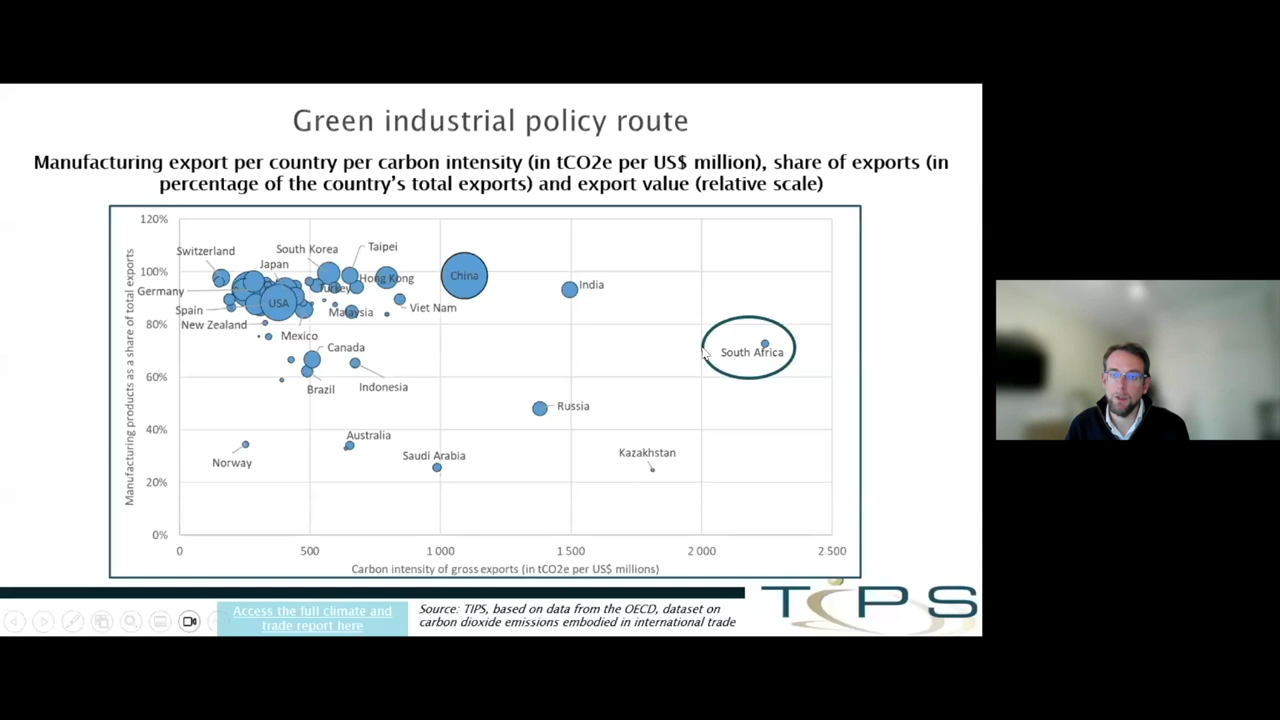 Green industrial policy route
Manufacturing export per country per carbon intensity (in tCO2e per US$ million), share of exports (in
percentage of the country's total exports) and export value (relative scale)
Manufacturing products as a share of total exports
120%
100%
80%
60%
40%
20%
0%
Switzerland
South Korea
Taipei
Japan
Hong Kong
China
India
Germany
Turkey
USA
Spain
Malaysia
Viet Nam
New Zealand
Mexico
Canada
South Africa
Brazil
Indonesia
Russia
Australia
Norway
Saudi Arabia
Kazakhstan
0
500
1 000
1 500
2 000
2 500
Carbon intensity of gross exports (in tCO2e per US$ millions)
Access the full climate and
trade report here
Source: TIPS, based on data from the OECD, dataset on
carbon dioxide emissions embodied in international trade
TIPS